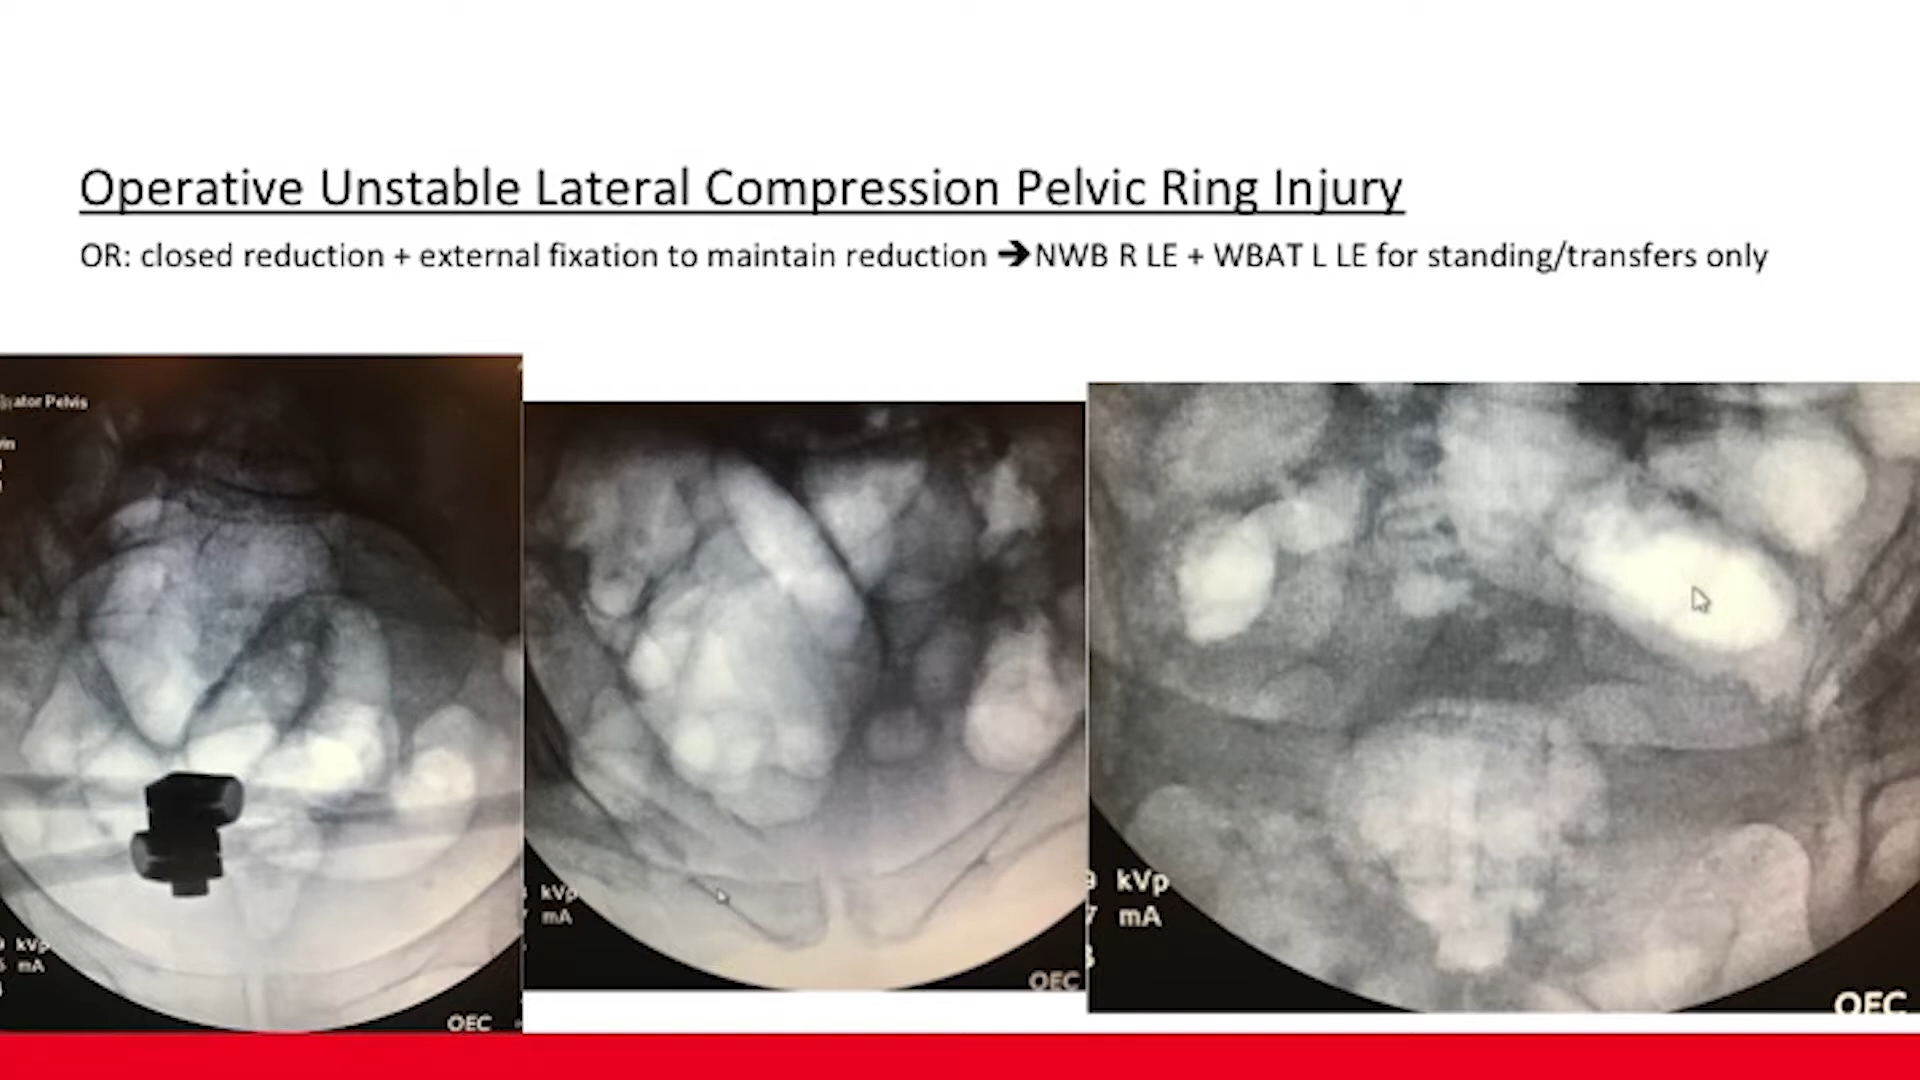 Operative Unstable Lateral Compression Pelvic Ring Injury
OR: closed reduction + external fixation to maintain reduction ➔NWB R LE + WBAT L LE for standing/transfers only
Pelvis
kVp
mA
OEC
kVp
mA
OEC
kVp
mA
OEC